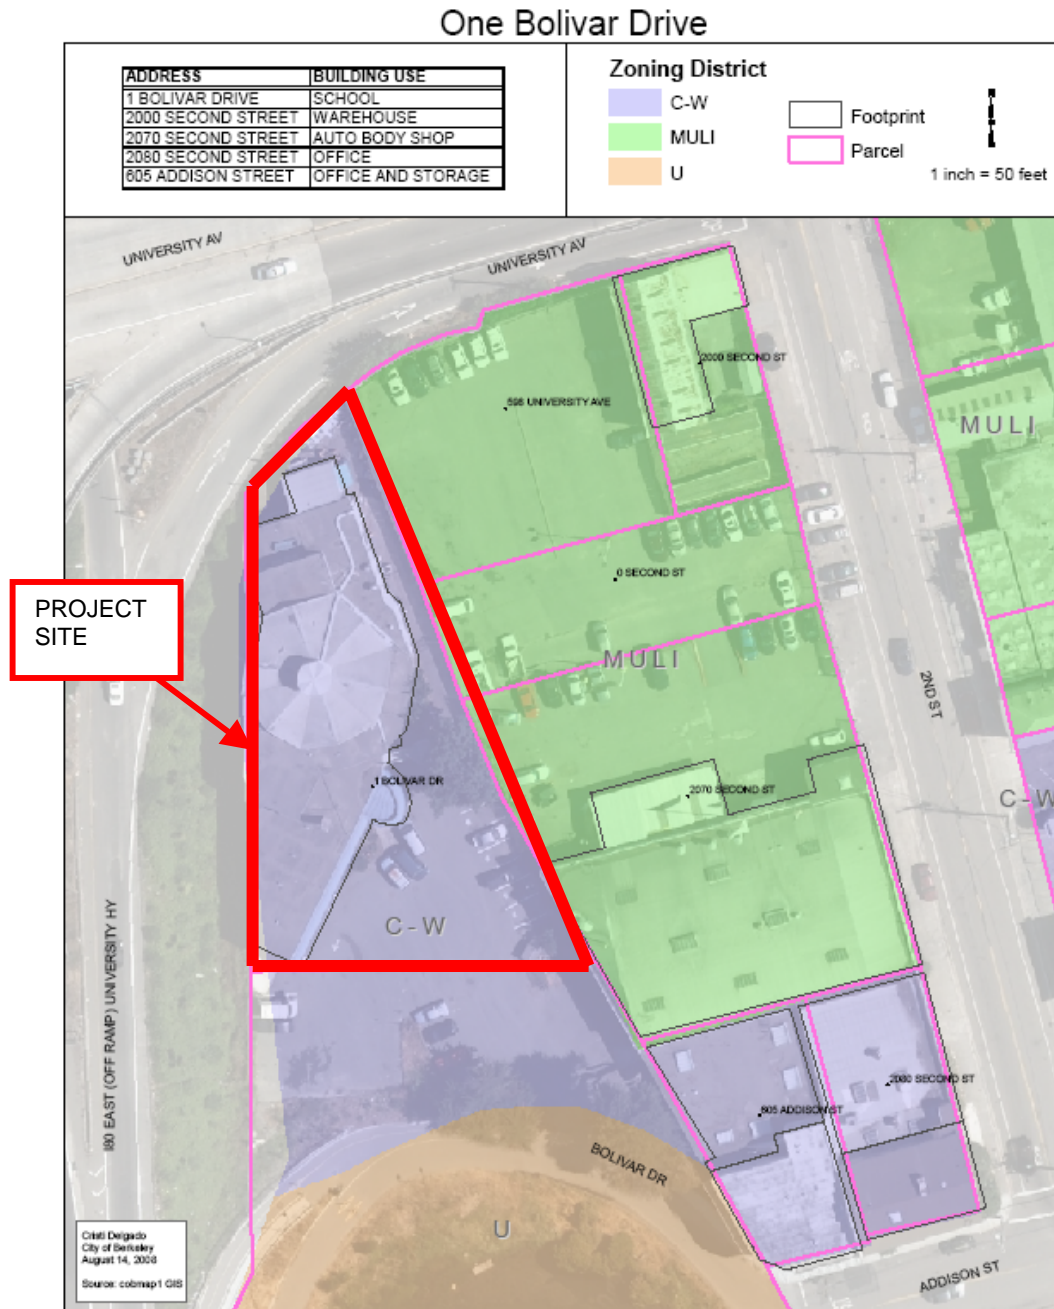 One Bolivar Drive
ADDRESS BUILDING USE
1 BOLIVAR DRIVE SCHOOL
2000 SECOND STREET WAREHOUSE
2070 SECOND STREET AUTO BODY SHOP
2080 SECOND STREET OFFICE
605 ADDISON STREET OFFICE AND STORAGE
Zoning District
C-W
MULI
U
Footprint
Parcel
1 inch = 50 feet
UNIVERSITY AV
UNIVERSITY AV
2000 SECOND ST
598 UNIVERSITY AVE
MULI
0 SECOND ST
PROJECT
SITE
MULI
2ND ST
1 BOLIVAR DR
2070 SECOND ST
C-W
C-W
I80 EAST (OFF RAMP) UNIVERSITY HY
2080 SECOND ST
605 ADDISON ST
BOLIVAR DR
U
ADDISON ST
Cristi Delgado
City of Berkeley
August 14, 2008
Source: cobmap1 GIS